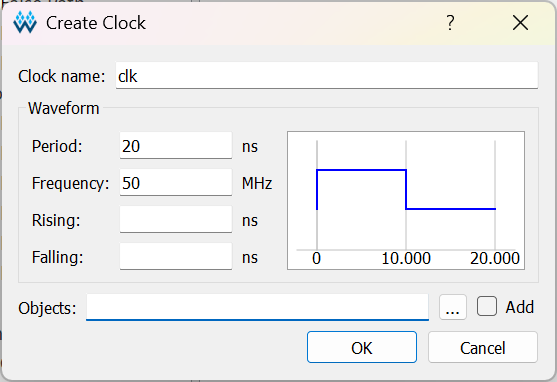 Create Clock ?
Clock name: clk
Waveform
Period: 20 ns
Frequency: 50 MHz
Rising: ns
Falling: ns
0 10.000 20.000
Objects: ... Add
OK Cancel